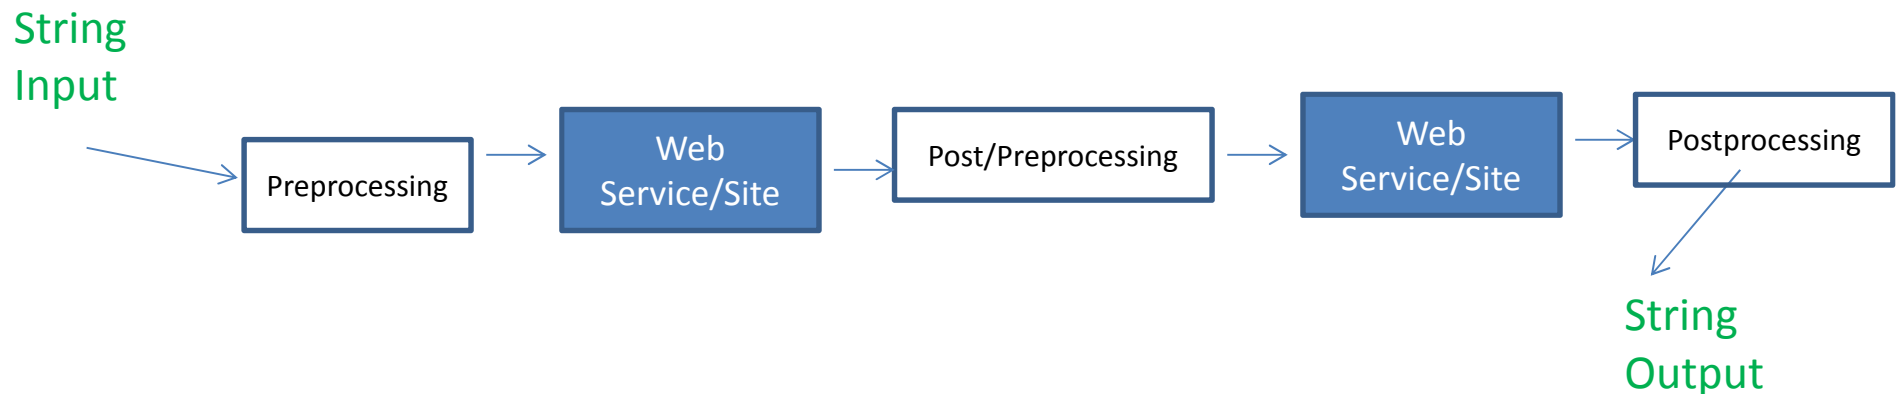 String
Input
Preprocessing
Web
Service/Site
Post/Preprocessing
Web
Service/Site
Postprocessing
String
Output